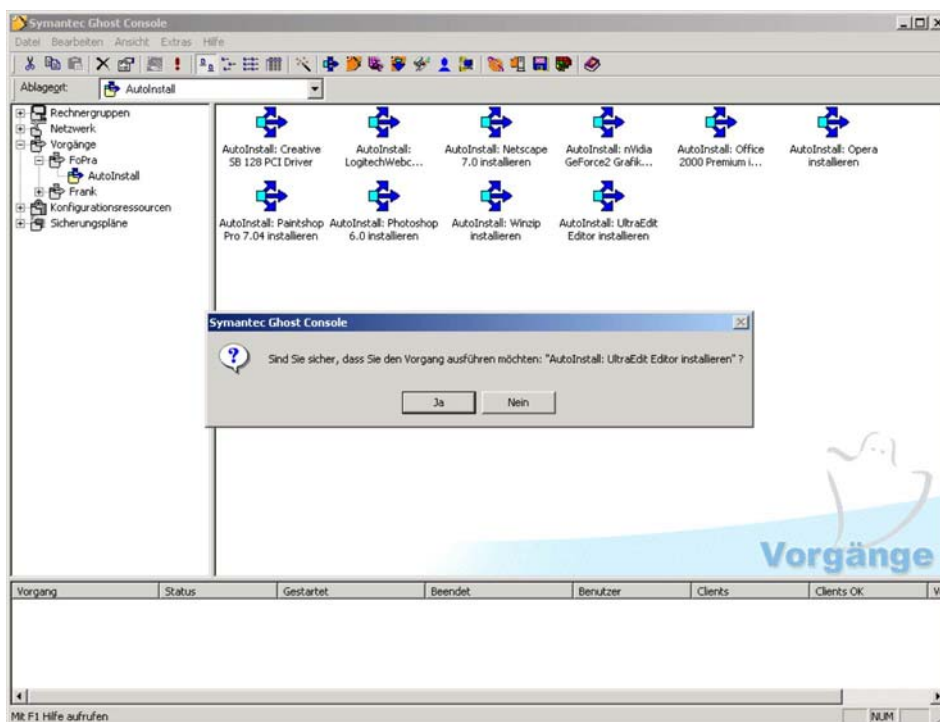 Symantec Ghost Console
Datei Bearbeiten Ansicht Extras Hilfe
Ablageort: AutoInstall
Rechnergruppen
Netzwerk
Vorgänge
FoPra
AutoInstall
Frank
Konfigurationsressourcen
Sicherungspläne
AutoInstall: Creative
SB 128 PCI Driver
AutoInstall:
LogitechWebc...
AutoInstall: Netscape
7.0 installieren
AutoInstall: nVidia
GeForce2 Grafik...
AutoInstall: Office
2000 Premium i...
AutoInstall: Opera
installieren
AutoInstall: Paintshop
Pro 7.04 installieren
AutoInstall: Photoshop
6.0 installieren
AutoInstall: Winzip
installieren
AutoInstall: UltraEdit
Editor installieren
Symantec Ghost Console
Sind Sie sicher, dass Sie den Vorgang ausführen möchten: "AutoInstall: UltraEdit Editor installieren" ?
Ja Nein
Vorgänge
Vorgang Status Gestartet Beendet Benutzer Clients Clients OK
Mit F1 Hilfe aufrufen NUM